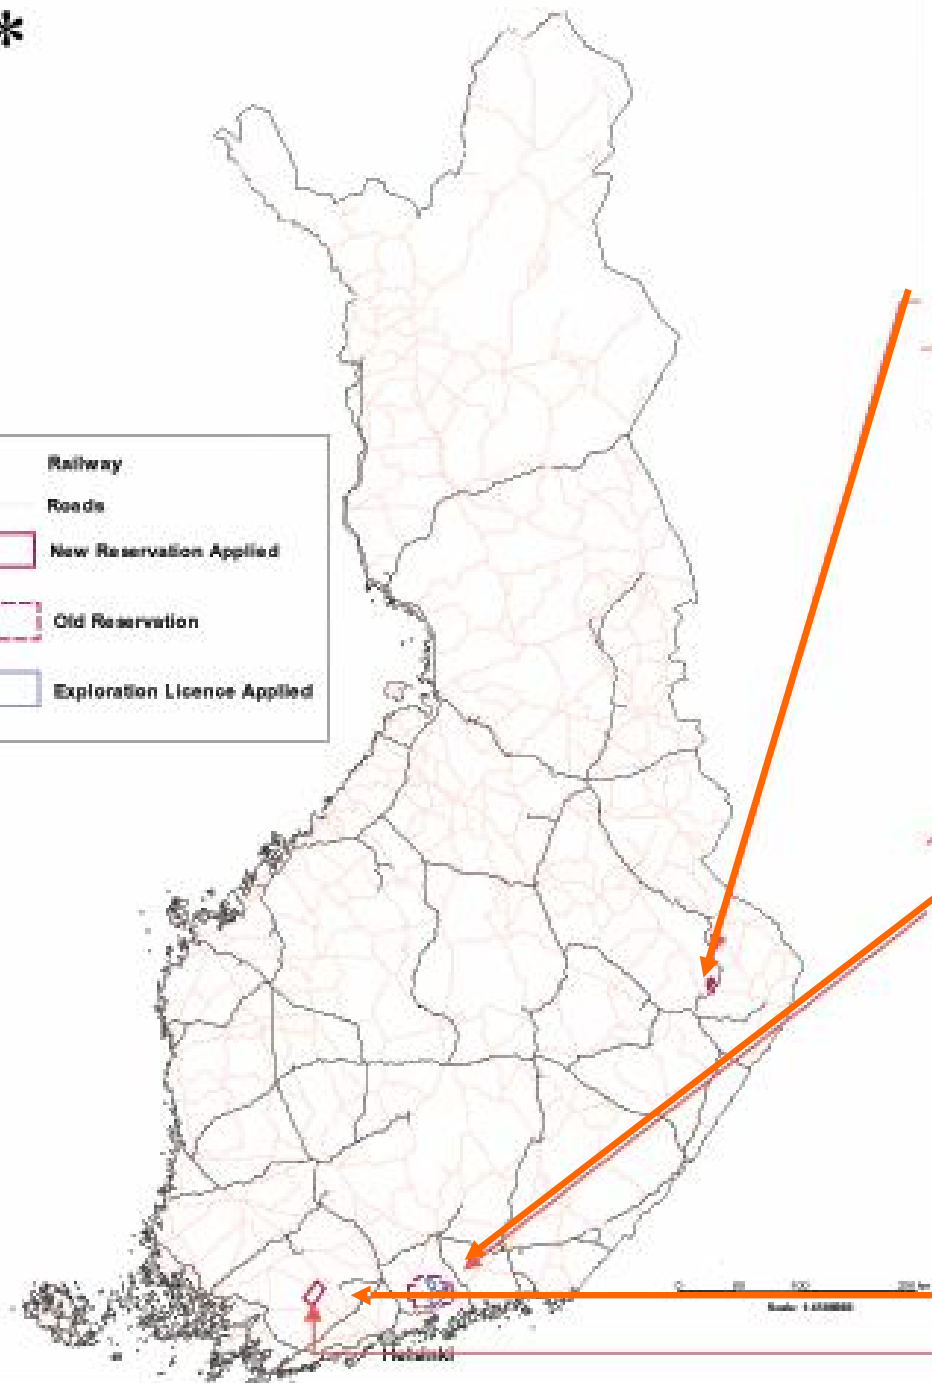 *
Railway
Roads
New Reservation Applied
Old Reservation
Exploration Licence Applied
Helsinki